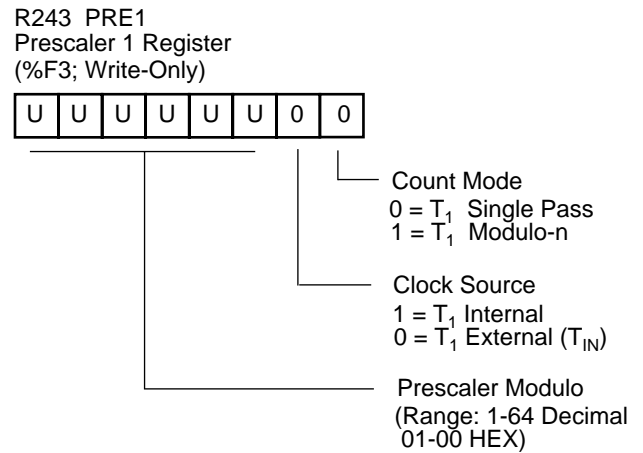 R243 PRE1
Prescaler 1 Register
(%F3; Write-Only)
U U U U U U 0 0
Count Mode
0 = T1 Single Pass
1 = T1 Modulo-n
Clock Source
1 = T1 Internal
0 = T1 External (TIN)
Prescaler Modulo
(Range: 1-64 Decimal
01-00 HEX)